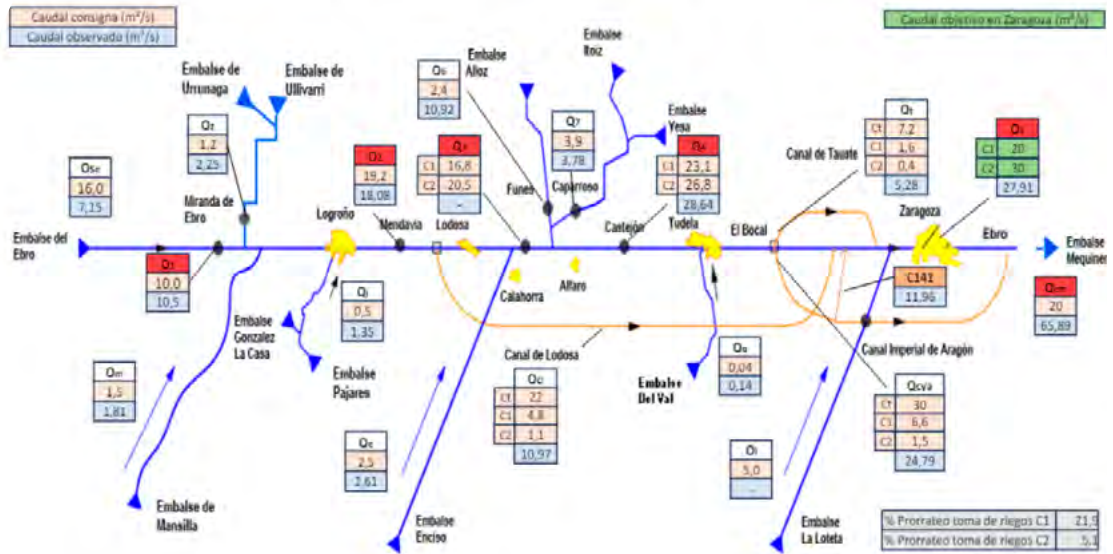 Caudal consigna (m³/s)
Caudal observado (m³/s)
Caudal objetivo en Zaragoza (m³/s)
Embalse de Urrunaga
Embalse de Ullivarri
Embalse Alloz
Embalse Itoiz
Embalse Yesa
2,4
10,92
Q7
3,9
3,78
1,2
2,25
16,0
7,15
19,2
18,08
C1 16,8
C2 20,5
-
C1 23,1
C2 26,8
28,64
Ct 7,2
C1 1,6
C2 0,4
5,28
C1 20
C2 30
27,91
Canal de Tauste
Miranda de Ebro
Logroño
Mendavia
Lodosa
Funes
Caparroso
Castejón
Tudela
El Bocal
Zaragoza
Ebro
Embalse del Ebro
Embalse
10,0
10,5
0,5
1,35
Calahorra
Alfaro
C141
11,96
20
65,89
Embalse Gonzalez La Casa
Embalse Pajares
Canal de Lodosa
Embalse Del Val
0,04
0,14
Canal Imperial de Aragón
1,5
1,81
2,5
2,61
Ct 22
C1 4,8
C2 1,1
10,97
5,0
-
Ct 30
C1 6,6
C2 1,5
24,79
Embalse de Mansilla
Embalse Enciso
Embalse La Loteta
% Prorrateo toma de riegos C1 21,9
% Prorrateo toma de riegos C2 5,1